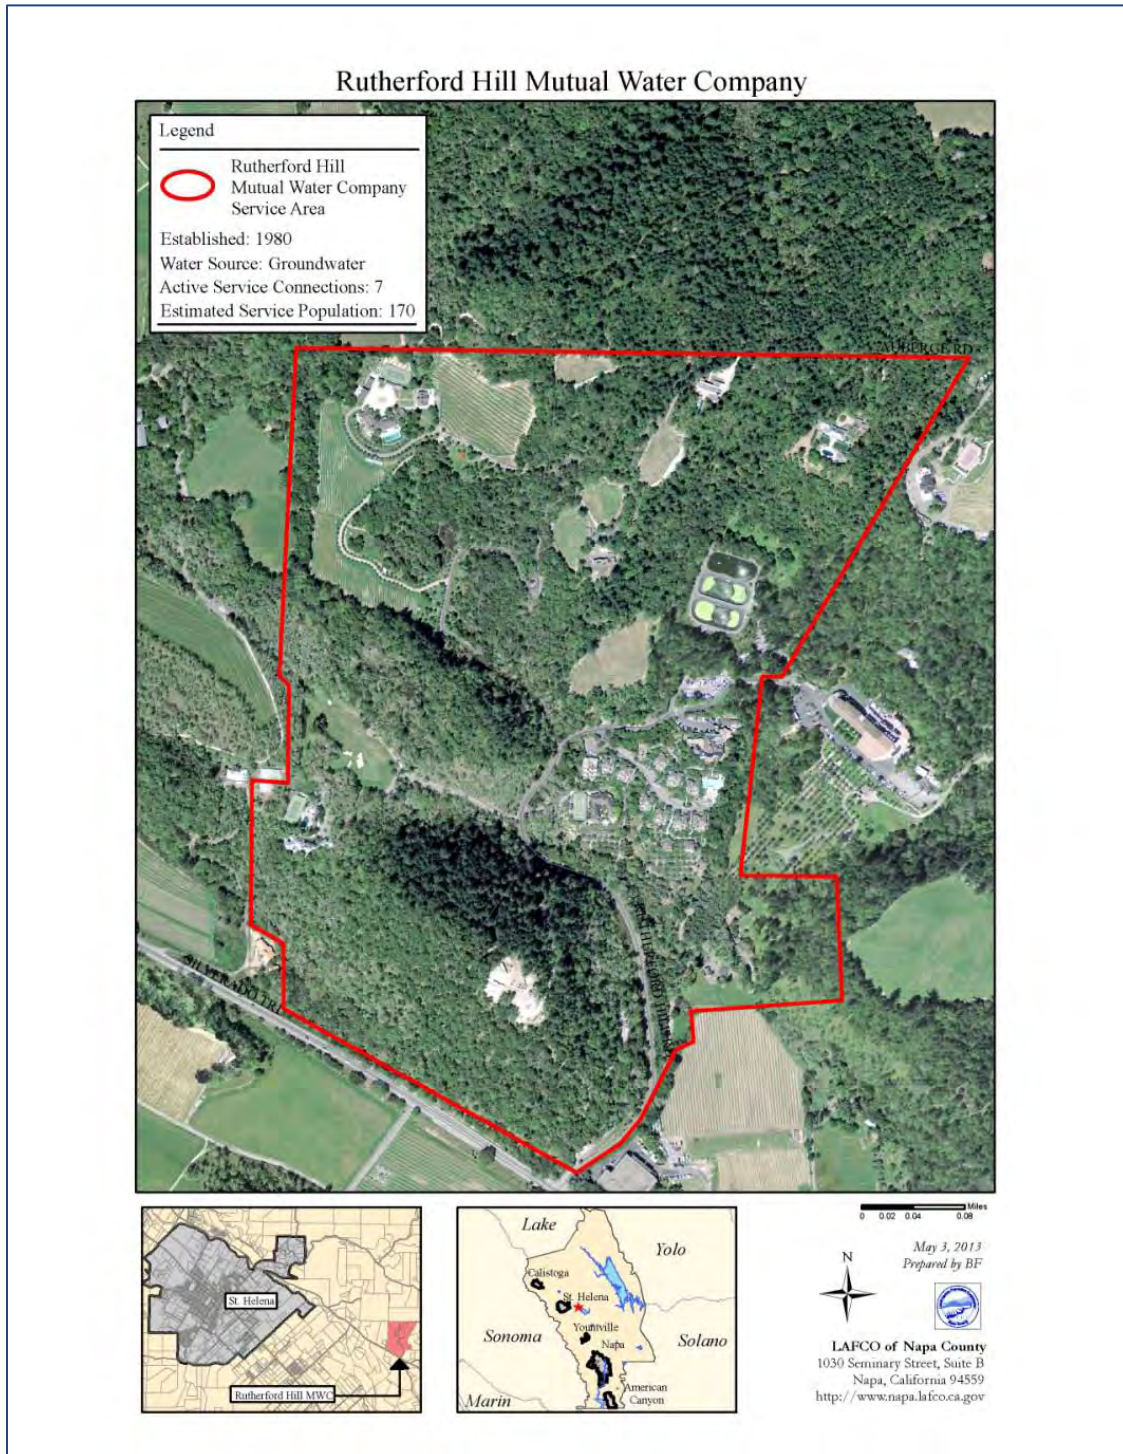 Rutherford Hill Mutual Water Company
Legend
Rutherford Hill
Mutual Water Company
Service Area
Established: 1980
Water Source: Groundwater
Active Service Connections: 7
Estimated Service Population: 170
AUBERGE RD
SILVERADO TRL
St. Helena
Rutherford Hill MWC
Lake
Yolo
Calistoga
St. Helena
Yountville
Sonoma
Napa
Solano
American
Canyon
Marin
Miles
0 0.02 0.04 0.08
May 3, 2013
Prepared by BF
N
LAFCO of Napa County
1030 Seminary Street, Suite B
Napa, California 94559
http://www.napa.lafco.ca.gov